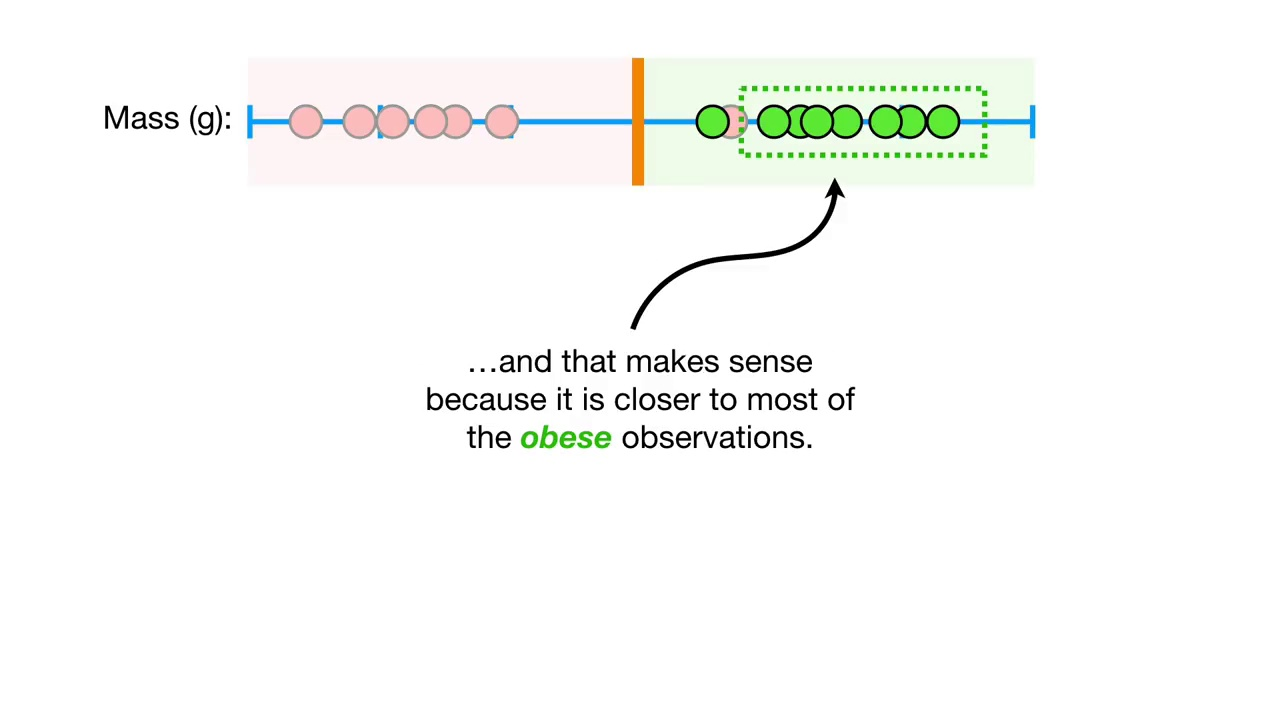 Mass (g):
…and that makes sense
because it is closer to most of
the obese observations.